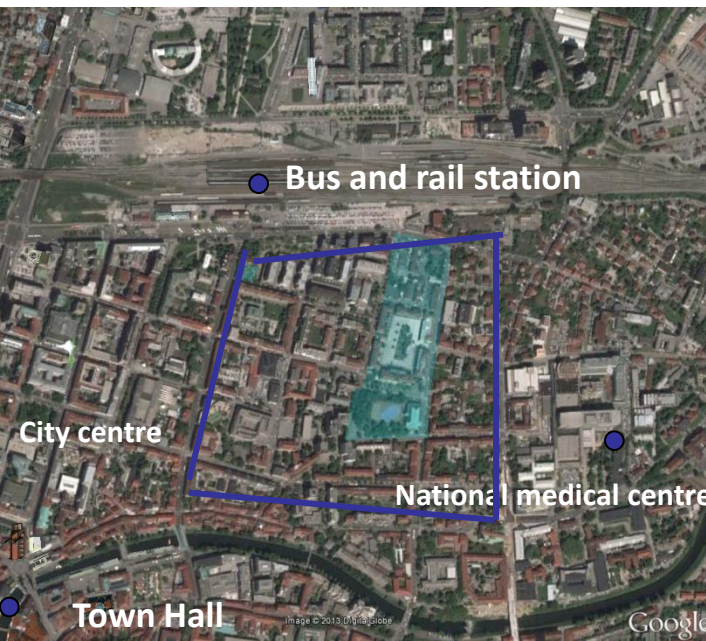 Bus and rail station
City centre
National medical centre
Town Hall
Image © 2013 DigitalGlobe
Google